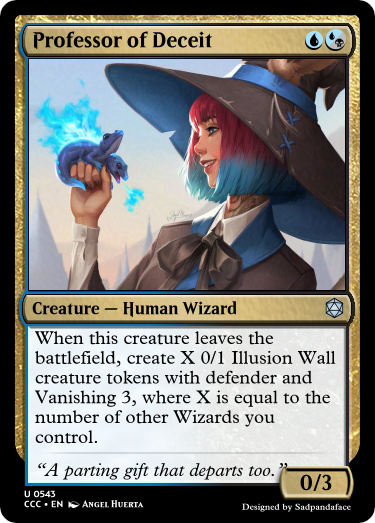 Professor of Deceit
Creature — Human Wizard
When this creature leaves the
battlefield, create X 0/1 Illusion Wall
creature tokens with defender and
Vanishing 3, where X is equal to the
number of other Wizards you
control.
“A parting gift that departs too.”
0/3
U 0543
CCC • EN Angel Huerta
Designed by Sadpandaface